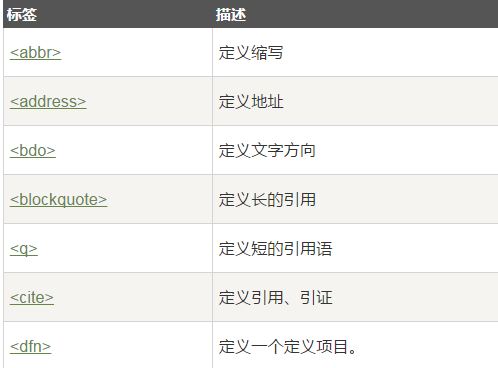 标签 描述
<abbr> 定义缩写
<address> 定义地址
<bdo> 定义文字方向
<blockquote> 定义长的引用
<q> 定义短的引用语
<cite> 定义引用、引证
<dfn> 定义一个定义项目。